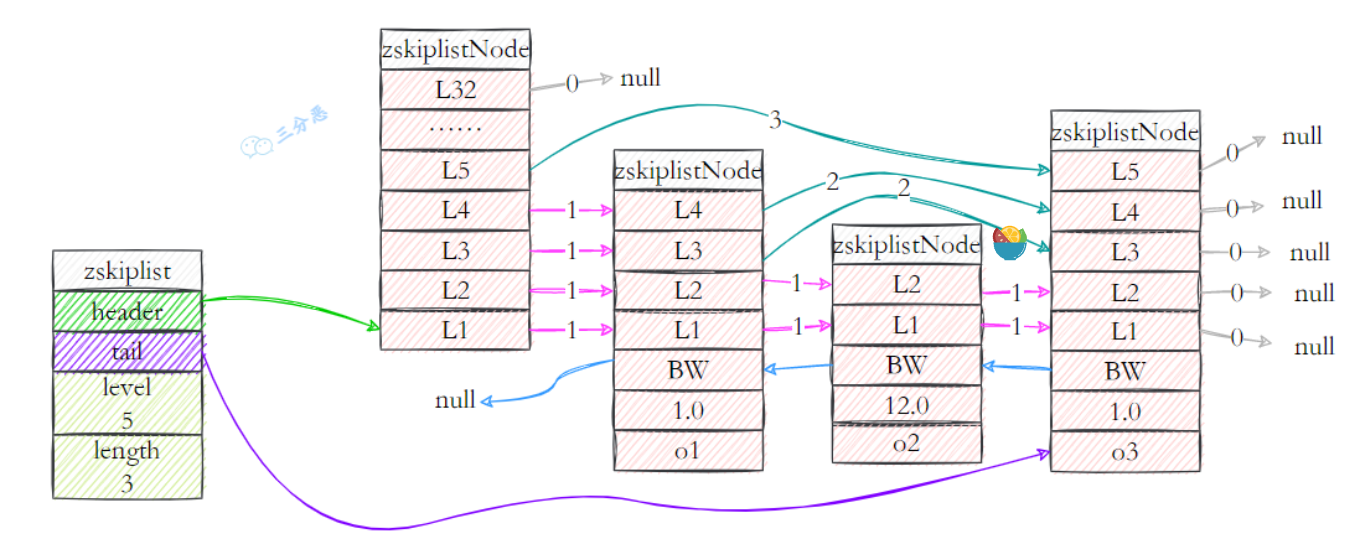 zskiplist
header
tail
level
5
length
3
zskiplistNode
L32
……
L5
L4
L3
L2
L1
0
null
3
1
1
1
1
三分恶
zskiplistNode
L4
L3
L2
L1
BW
1.0
o1
null
2
2
1
1
zskiplistNode
L2
L1
BW
12.0
o2
1
1
zskiplistNode
L5
L4
L3
L2
L1
BW
1.0
o3
0
null
0
null
0
null
0
null
0
null